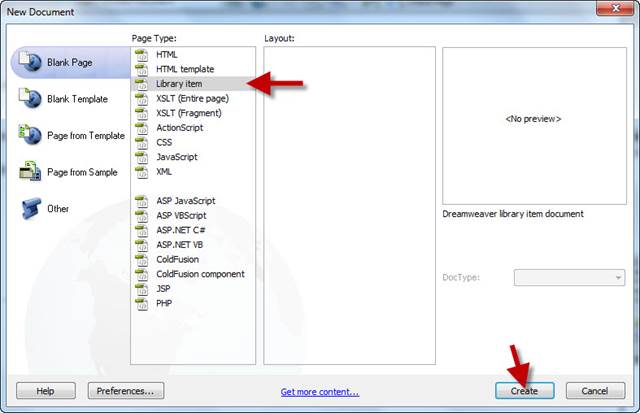 New Document
Blank Page
Blank Template
Page from Template
Page from Sample
Other
Page Type:
HTML
HTML template
Library item
XSLT (Entire page)
XSLT (Fragment)
ActionScript
CSS
JavaScript
XML
ASP JavaScript
ASP VBScript
ASP.NET C#
ASP.NET VB
ColdFusion
ColdFusion component
JSP
PHP
Layout:
<No preview>
Dreamweaver library item document
DocType:
Help
Preferences...
Get more content...
Create
Cancel